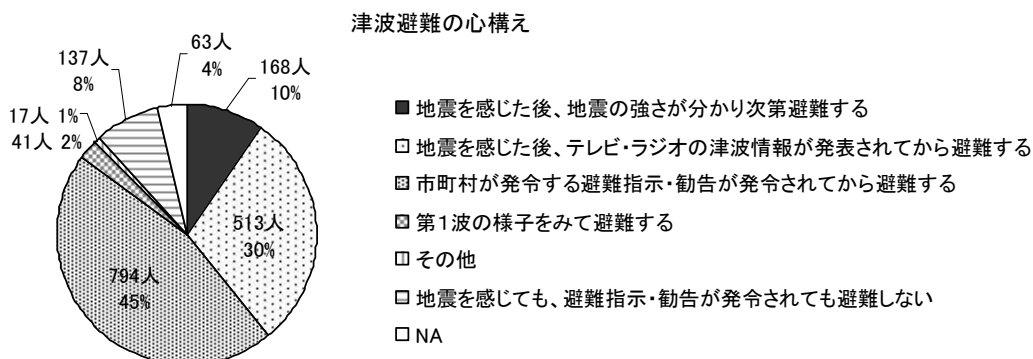 津波避難の心構え
63人
4%
168人
10%
137人
8%
17人 1%
41人 2%
513人
30%
794人
45%
地震を感じた後、地震の強さが分かり次第避難する
地震を感じた後、テレビ・ラジオの津波情報が発表されてから避難する
市町村が発令する避難指示・勧告が発令されてから避難する
第1波の様子をみて避難する
その他
地震を感じても、避難指示・勧告が発令されても避難しない
NA